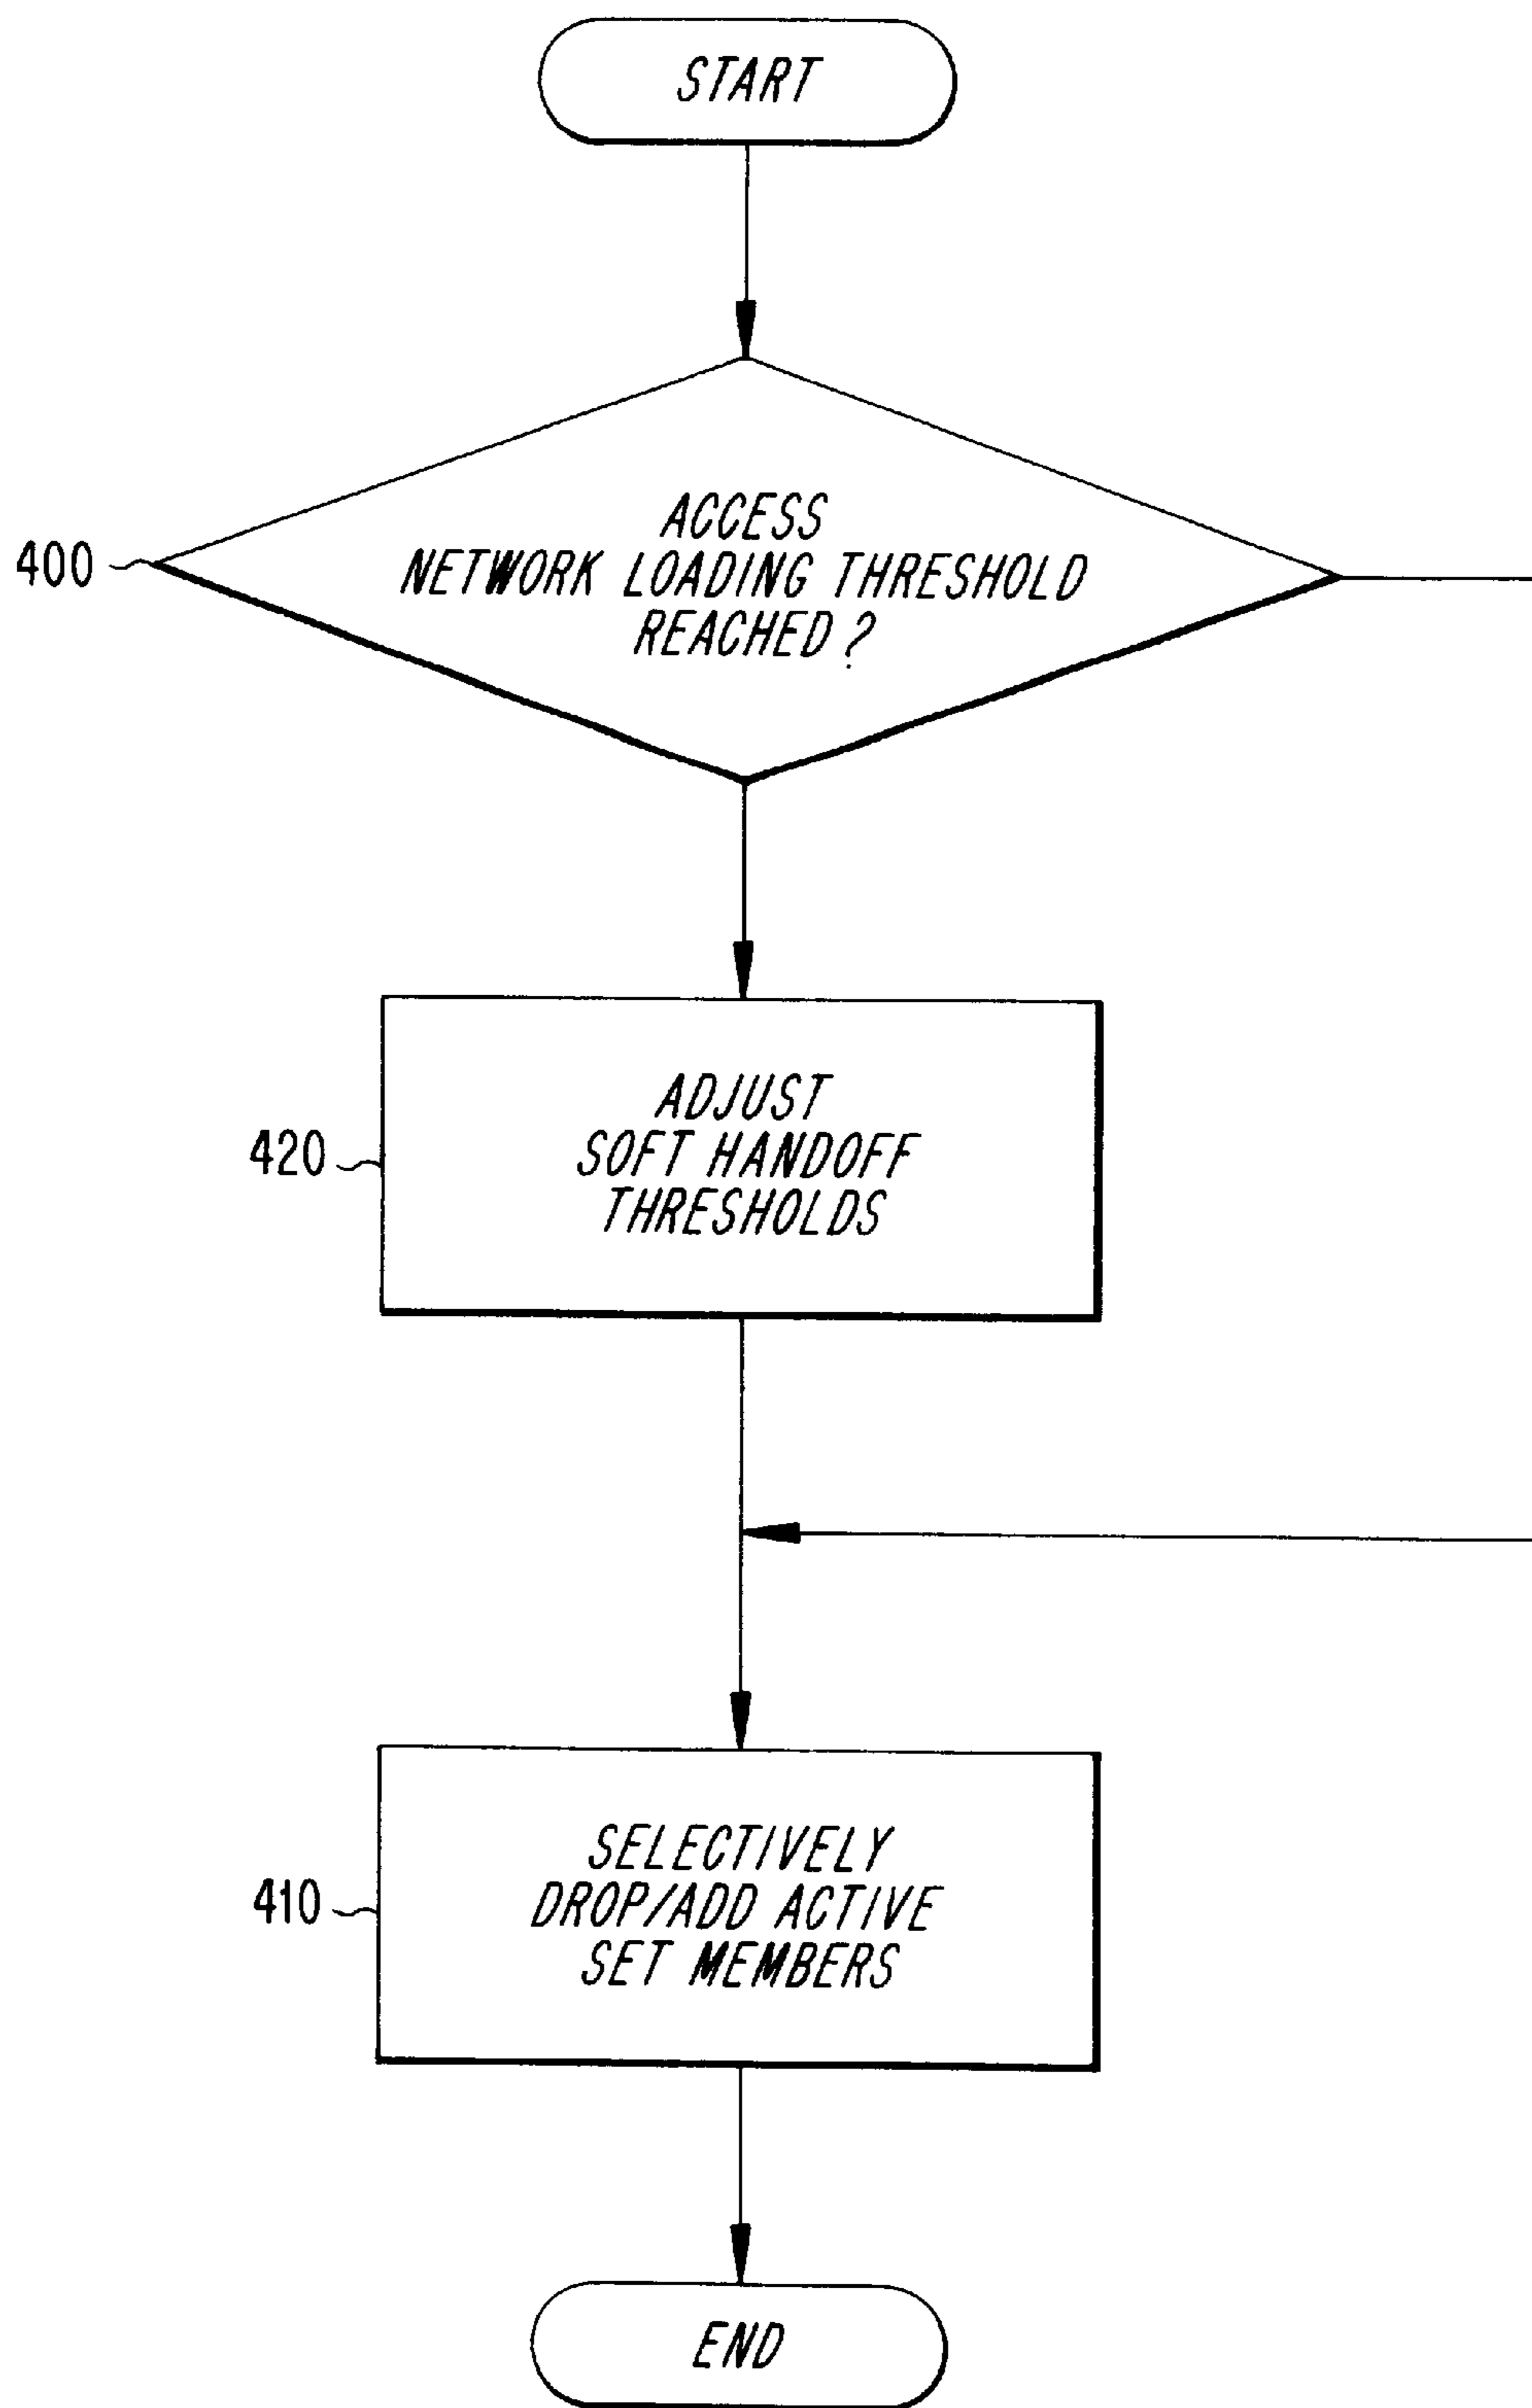 START
ACCESS
NETWORK LOADING THRESHOLD
REACHED?
400
ADJUST
SOFT HANDOFF
THRESHOLDS
420
SELECTIVELY
DROP/ADD ACTIVE
SET MEMBERS
410
END